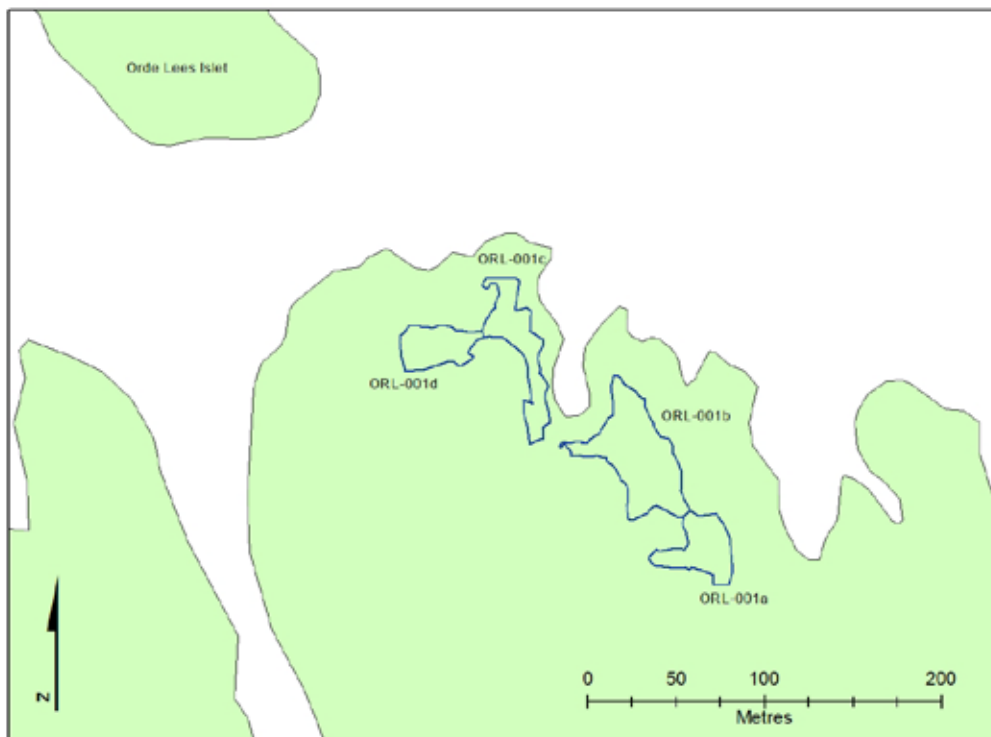 Orde Lees Islet
ORL-001c
ORL-001d
ORL-001b
ORL-001a
N
0 50 100 200
Metres